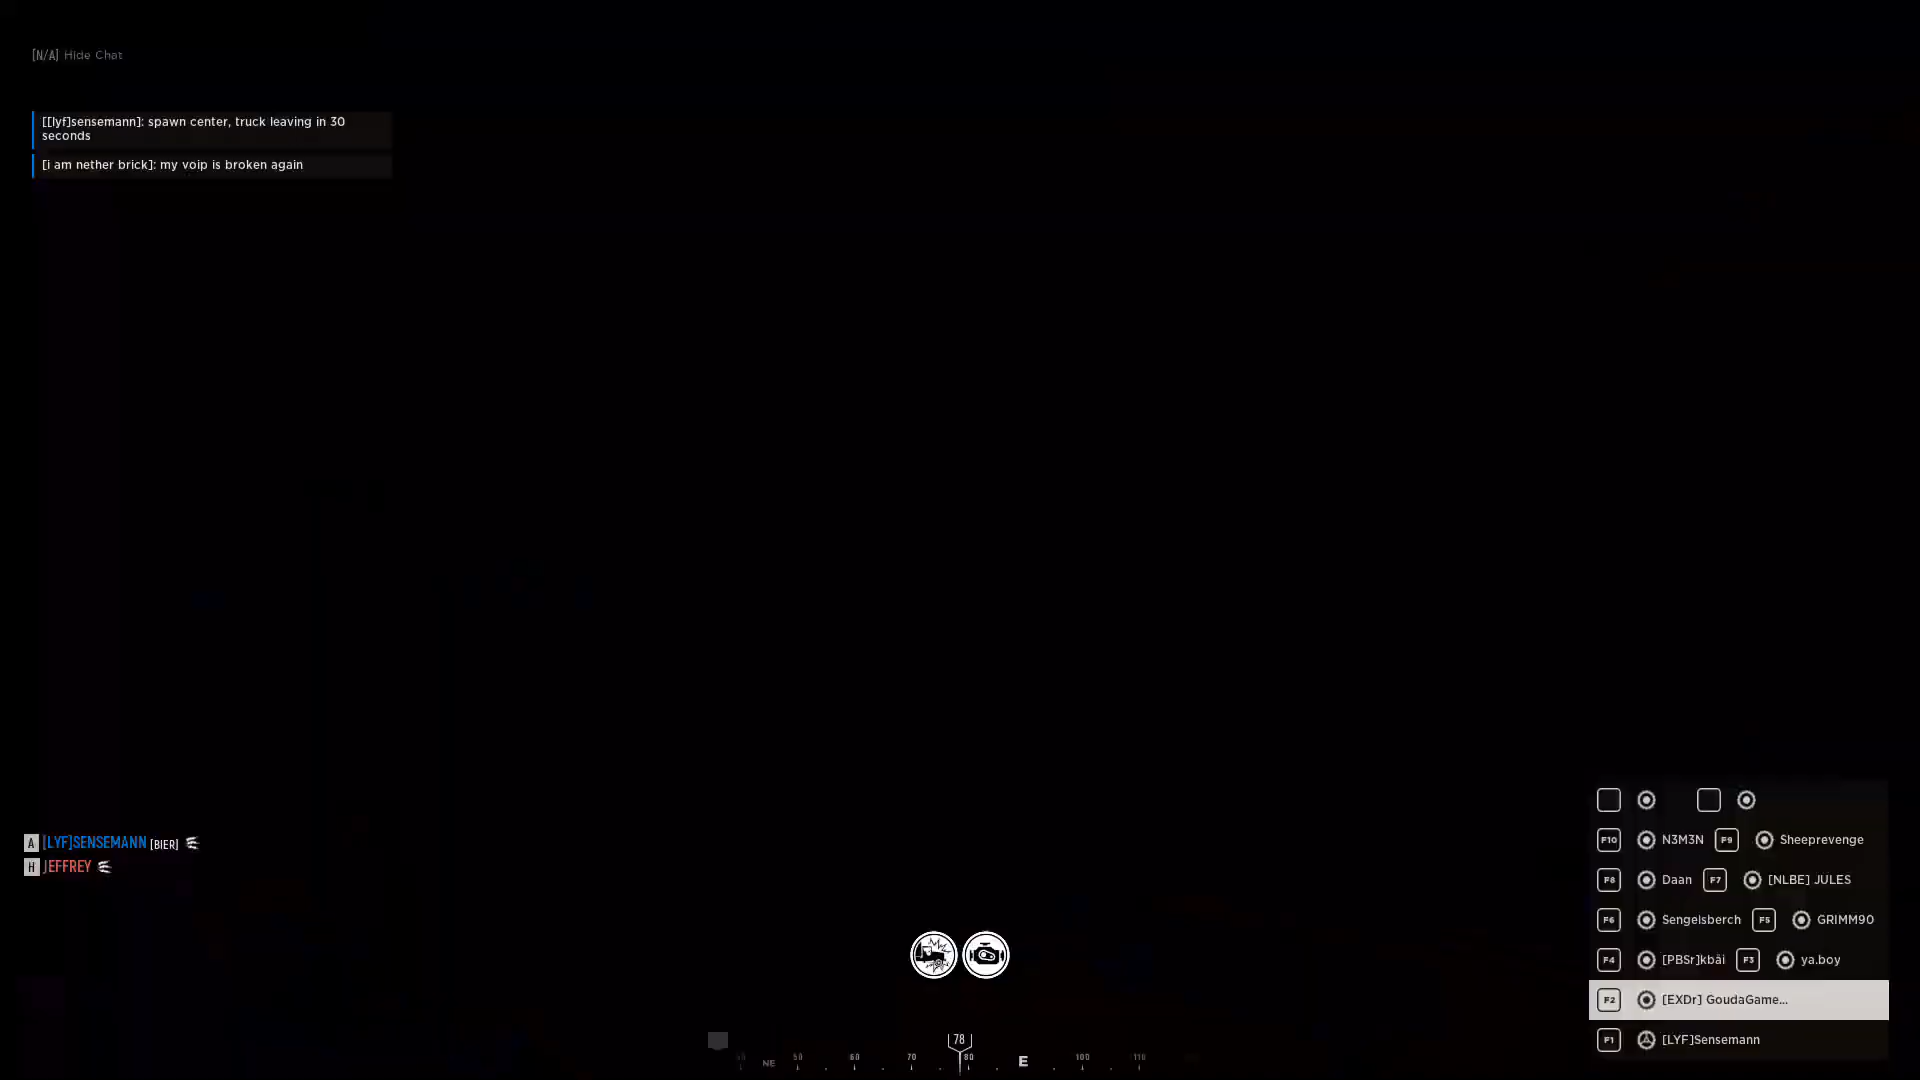 [N/A] Hide Chat
[[lyf]sensemann]: spawn center, truck leaving in 30
seconds
[i am nether brick]: my voip is broken again
A [LYF]SENSEMANN [BIER]
H JEFFREY
F10 N3M3N F9 Sheeprevenge
F8 Daan F7 [NLBE] JULES
F6 Sengelsberch F5 GRIMM90
F4 [PBSr]kbäi F3 ya.boy
F2 [EXDr] GoudaGame...
F1 [LYF]Sensemann
78
NE 50 60 70 80 E 100 110